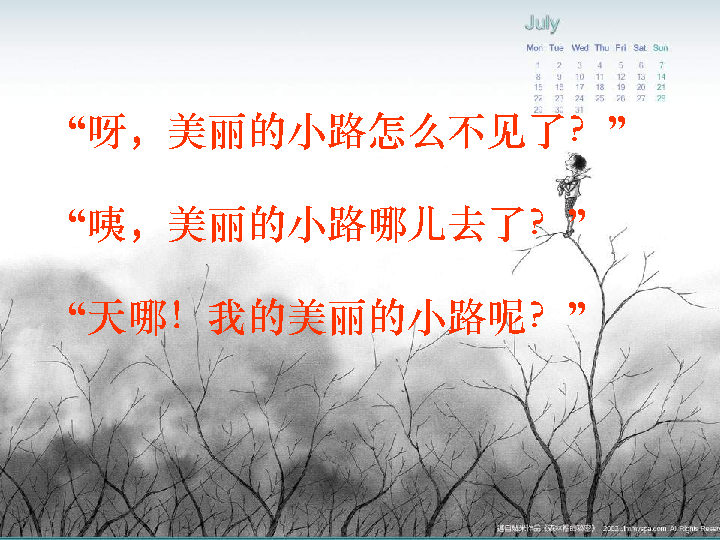 July
Mon Tue Wed Thu Fri Sat Sun
1 2 3 4 5 6 7
8 9 10 11 12 13 14
15 16 17 18 19 20 21
22 23 24 25 26 27 28
29 30 31
“呀，美丽的小路怎么不见了？”
“咦，美丽的小路哪儿去了？”
“天哪！我的美丽的小路呢？”
All Rights